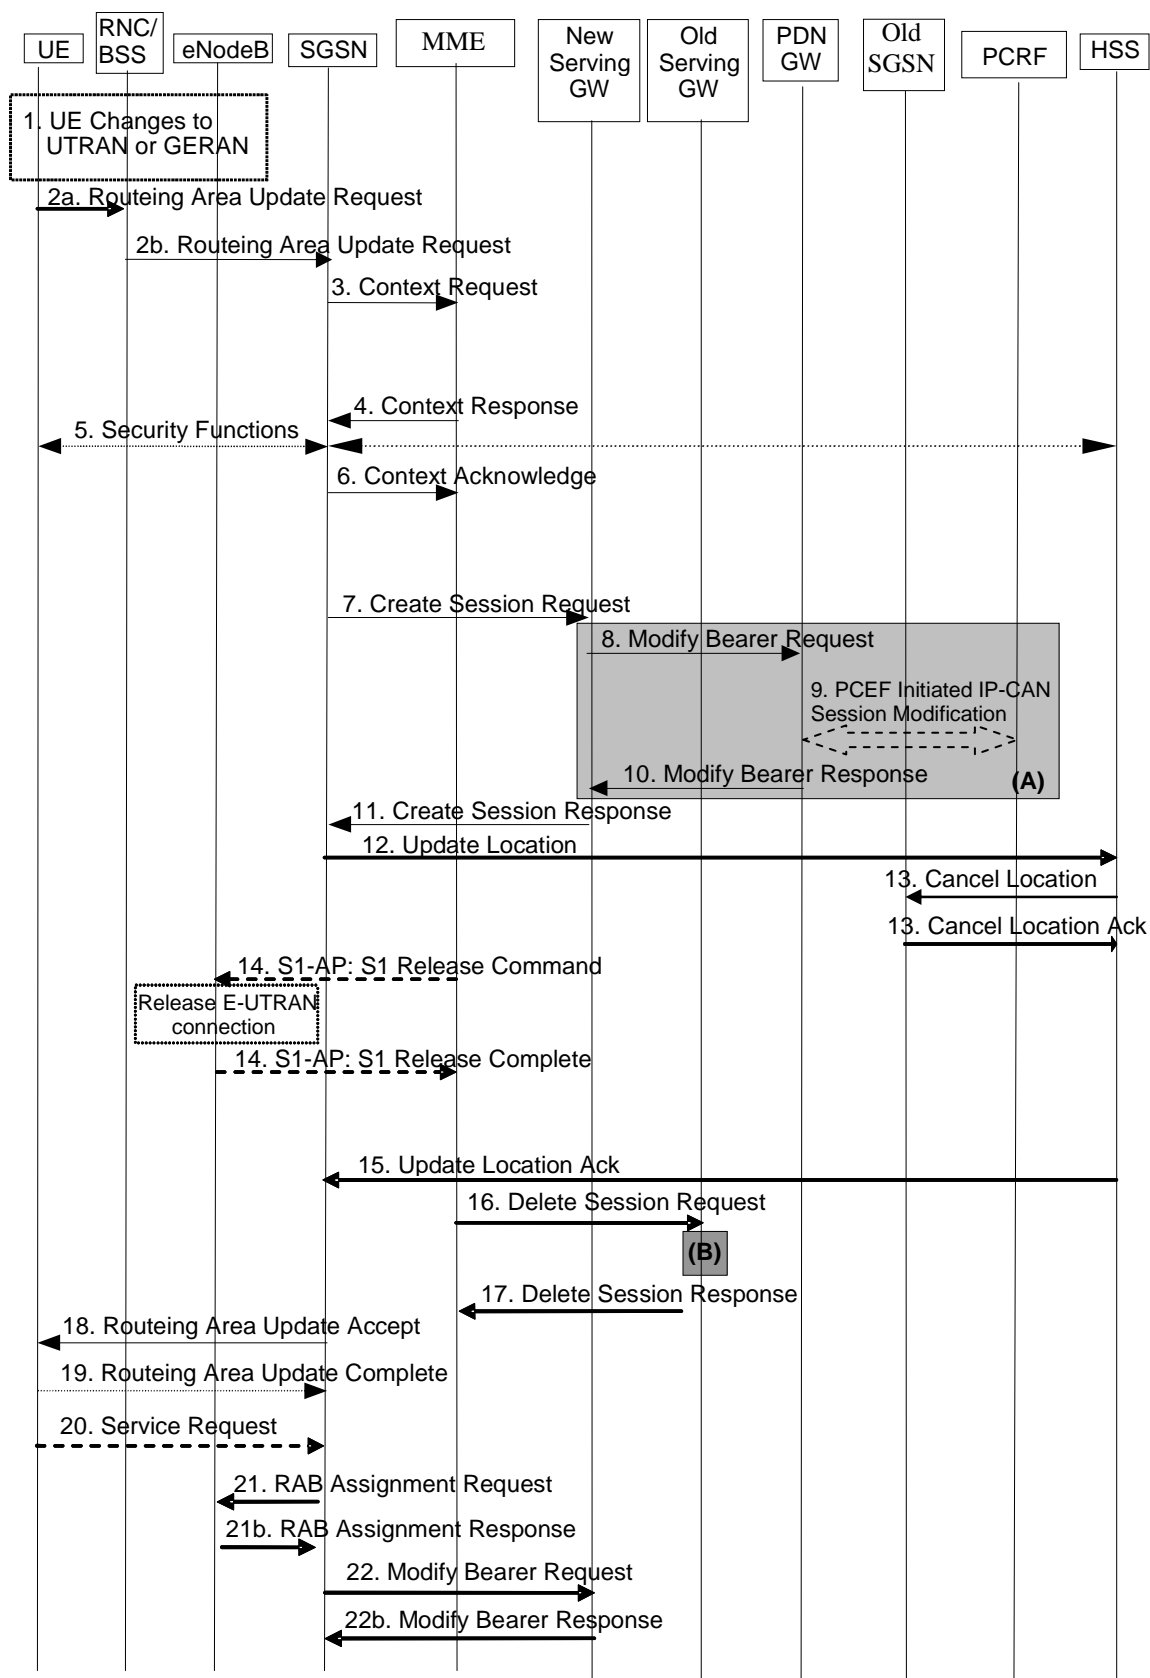 UE
RNC/
BSS
eNodeB
SGSN
MME
New
Serving
GW
Old
Serving
GW
PDN
GW
Old
SGSN
PCRF
HSS
1. UE Changes to
UTRAN or GERAN
2a. Routeing Area Update Request
2b. Routeing Area Update Request
3. Context Request
4. Context Response
5. Security Functions
6. Context Acknowledge
7. Create Session Request
8. Modify Bearer Request
9. PCEF Initiated IP-CAN
Session Modification
10. Modify Bearer Response
(A)
11. Create Session Response
12. Update Location
13. Cancel Location
13. Cancel Location Ack
14. S1-AP: S1 Release Command
Release E-UTRAN
connection
14. S1-AP: S1 Release Complete
15. Update Location Ack
16. Delete Session Request
(B)
17. Delete Session Response
18. Routeing Area Update Accept
19. Routeing Area Update Complete
20. Service Request
21. RAB Assignment Request
21b. RAB Assignment Response
22. Modify Bearer Request
22b. Modify Bearer Response